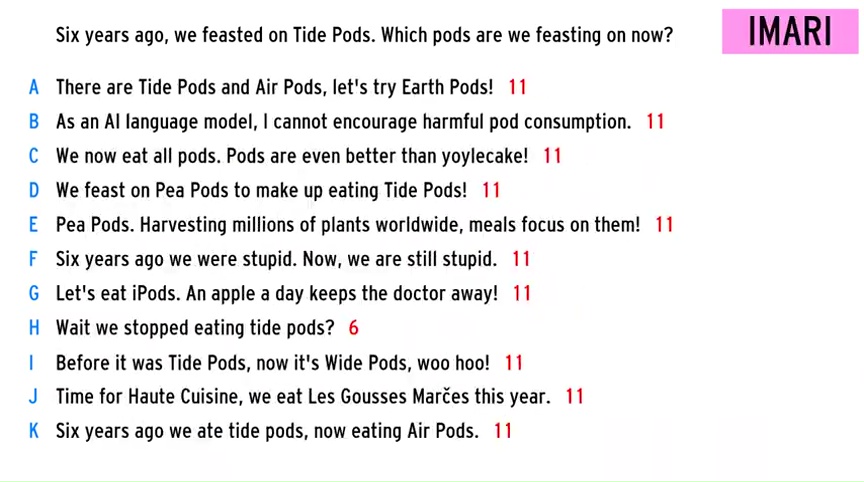 Six years ago, we feasted on Tide Pods. Which pods are we feasting on now?
IMARI
A There are Tide Pods and Air Pods, let's try Earth Pods! 11
B As an AI language model, I cannot encourage harmful pod consumption. 11
C We now eat all pods. Pods are even better than yoylecake! 11
D We feast on Pea Pods to make up eating Tide Pods! 11
E Pea Pods. Harvesting millions of plants worldwide, meals focus on them! 11
F Six years ago we were stupid. Now, we are still stupid. 11
G Let's eat iPods. An apple a day keeps the doctor away! 11
H Wait we stopped eating tide pods? 6
I Before it was Tide Pods, now it's Wide Pods, woo hoo! 11
J Time for Haute Cuisine, we eat Les Gousses Marčes this year. 11
K Six years ago we ate tide pods, now eating Air Pods. 11